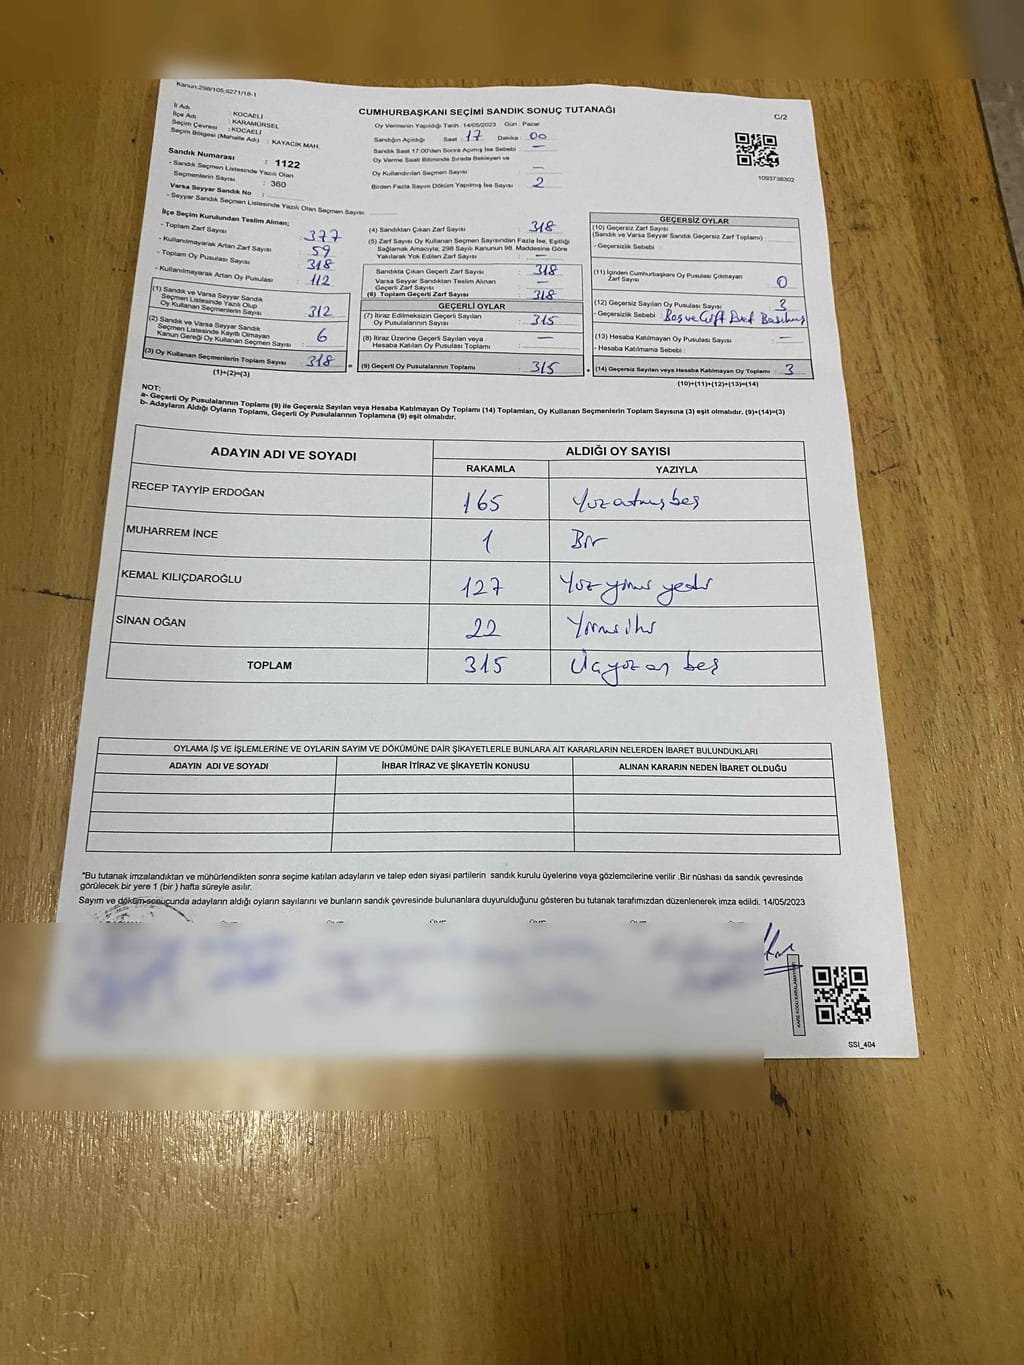 Kanun:298/105,6271/18-1
CUMHURBAŞKANI SEÇİMİ SANDIK SONUÇ TUTANAĞI
C/2
İl Adı : KOCAELİ
İlçe Adı : KARAMÜRSEL
Seçim Çevresi : KOCAELİ
Seçim Bölgesi (Mahalle Adı) : KAYACIK MAH.
Sandık Numarası : 1122
- Sandık Seçmen Listesinde Yazılı Olan
Seçmenlerin Sayısı : 360
Varsa Seyyar Sandık No :
- Seyyar Sandık Seçmen Listesinde Yazılı Olan Seçmen Sayısı
Oy Vermenin Yapıldığı Tarih : 14/05/2023 Gün : Pazar
Sandığın Açıldığı Saat : 17 Dakika : 00
Sandık Saat 17:00'den Sonra Açılmış İse Sebebi : —
Oy Verme Saati Bitiminde Sırada Bekleyen ve
Oy Kullandırılan Seçmen Sayısı : —
Birden Fazla Sayım Döküm Yapılmış İse Sayısı : 2
1093738302
İlçe Seçim Kurulundan Teslim Alınan;
- Toplam Zarf Sayısı : 377
- Kullanılmayarak Artan Zarf Sayısı : 59
- Toplam Oy Pusulası Sayısı : 318
- Kullanılmayarak Artan Oy Pusulası : 112
(1) Sandık ve Varsa Seyyar Sandık
Seçmen Listesinde Yazılı Olup
Oy Kullanan Seçmenlerin Sayısı : 312
(2) Sandık ve Varsa Seyyar Sandık
Seçmen Listesinde Kayıtlı Olmayan
Kanun Gereği Oy Kullanan Seçmen Sayısı : 6
(3) Oy Kullanan Seçmenlerin Toplam Sayısı : 318
(1)+(2)=(3)
(4) Sandıktan Çıkan Zarf Sayısı : 318
(5) Zarf Sayısı Oy Kullanan Seçmen Sayısından Fazla İse, Eşitliği
Sağlamak Amacıyla; 298 Sayılı Kanunun 98. Maddesine Göre
Yakılarak Yok Edilen Zarf Sayısı : —
Sandıkta Çıkan Geçerli Zarf Sayısı : 318
Varsa Seyyar Sandıktan Teslim Alınan
Geçerli Zarf Sayısı : —
(6) Toplam Geçerli Zarf Sayısı : 318
GEÇERLİ OYLAR
(7) İtiraz Edilmeksizin Geçerli Sayılan
Oy Pusulalarının Sayısı : 315
(8) İtiraz Üzerine Geçerli Sayılan veya
Hesaba Katılan Oy Pusulası Toplamı : —
= (9) Geçerli Oy Pusulalarının Toplamı : 315
GEÇERSİZ OYLAR
(10) Geçersiz Zarf Sayısı
(Sandık ve Varsa Seyyar Sandık Geçersiz Zarf Toplamı) :
- Geçersizlik Sebebi :
(11) İçinden Cumhurbaşkanı Oy Pusulası Çıkmayan
Zarf Sayısı : 0
(12) Geçersiz Sayılan Oy Pusulası Sayısı : 3
- Geçersizlik Sebebi : Boş ve Çift Evet Basılmış
(13) Hesaba Katılmayan Oy Pusulası Sayısı : —
- Hesaba Katılmama Sebebi :
+ (14) Geçersiz Sayılan veya Hesaba Katılmayan Oy Toplamı : 3
(10)+(11)+(12)+(13)=(14)
NOT:
a- Geçerli Oy Pusulalarının Toplamı (9) ile Geçersiz Sayılan veya Hesaba Katılmayan Oy Toplamı (14) Toplamları, Oy Kullanan Seçmenlerin Toplam Sayısına (3) eşit olmalıdır. (9)+(14)=(3)
b- Adayların Aldığı Oyların Toplamı, Geçerli Oy Pusulalarının Toplamına (9) eşit olmalıdır.
ADAYIN ADI VE SOYADI ALDIĞI OY SAYISI
RAKAMLA YAZIYLA
RECEP TAYYİP ERDOĞAN 165 Yüzatmışbeş
MUHARREM İNCE 1 Bir
KEMAL KILIÇDAROĞLU 127 Yüz yirmi yedi
SİNAN OĞAN 22 Yirmi iki
TOPLAM 315 Üçyüz on beş
OYLAMA İŞ VE İŞLEMLERİNE VE OYLARIN SAYIM VE DÖKÜMÜNE DAİR ŞİKAYETLERLE BUNLARA AİT KARARLARIN NELERDEN İBARET BULUNDUKLARI
ADAYIN ADI VE SOYADI İHBAR İTİRAZ VE ŞİKAYETİN KONUSU ALINAN KARARIN NEDEN İBARET OLDUĞU
*Bu tutanak imzalandıktan ve mühürlendikten sonra seçime katılan adayların ve talep eden siyasi partilerin sandık kurulu üyelerine veya gözlemcilerine verilir .Bir nüshası da sandık çevresinde
görülecek bir yere 1 (bir ) hafta süreyle asılır.
Sayım ve döküm sonucunda adayların aldığı oyların sayılarını ve bunların sandık çevresinde bulunanlara duyurulduğunu gösteren bu tutanak tarafımızdan düzenlenerek imza edildi. 14/05/2023
SSI_404